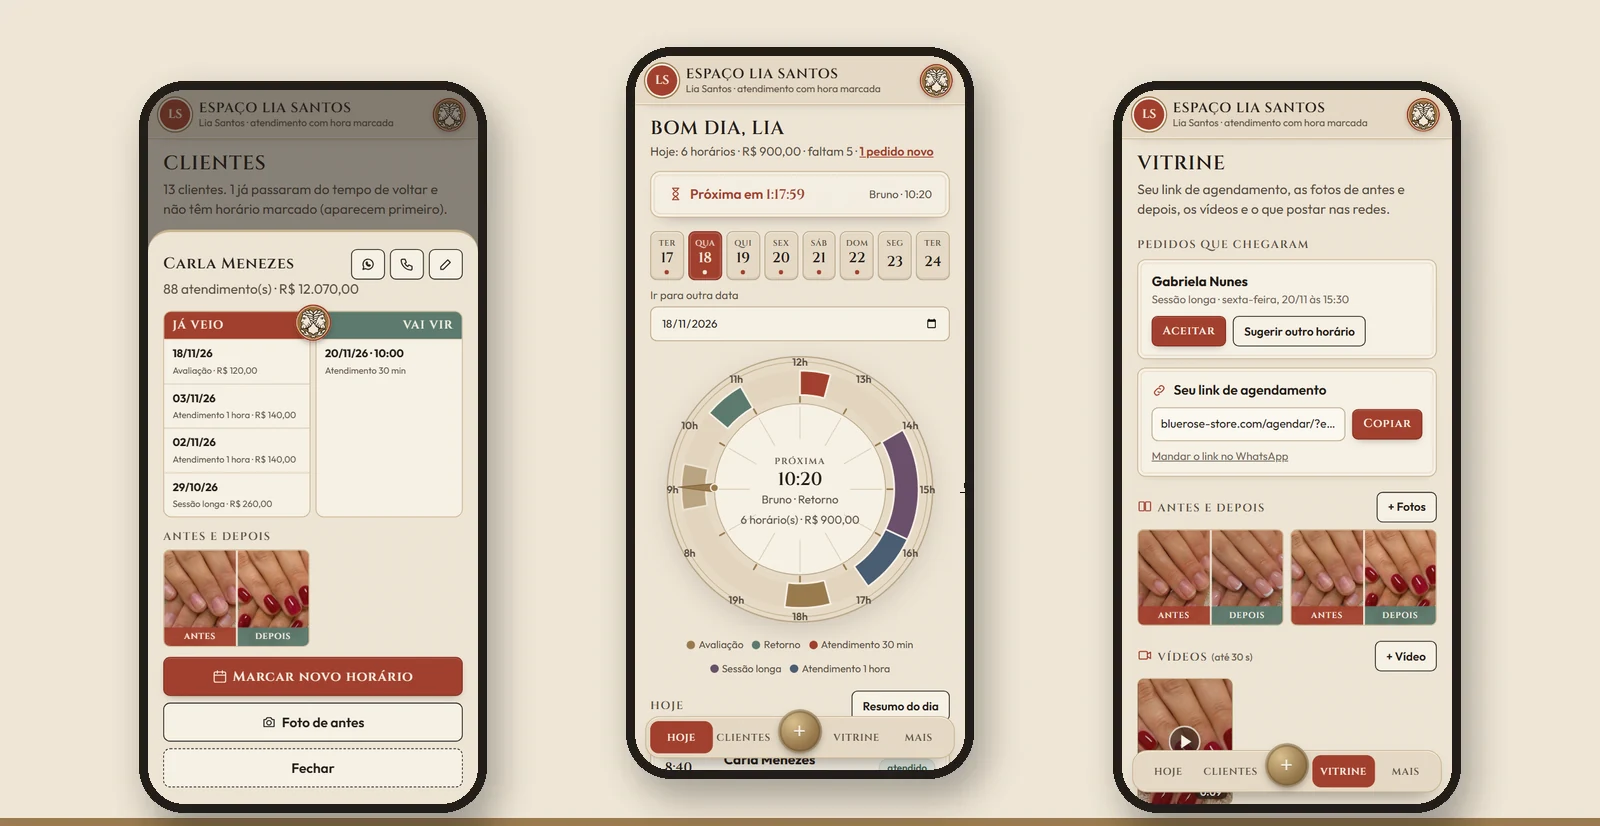 LS
ESPAÇO LIA SANTOS
Lia Santos · atendimento com hora marcada
CLIENTES
13 clientes. 1 já passaram do tempo de voltar e
não têm horário marcado (aparecem primeiro).
CARLA MENEZES
88 atendimento(s) · R$ 12.070,00
JÁ VEIO
VAI VIR
18/11/26
Avaliação · R$ 120,00
03/11/26
Atendimento 1 hora · R$ 140,00
02/11/26
Atendimento 1 hora · R$ 140,00
29/10/26
Sessão longa · R$ 260,00
20/11/26 · 10:00
Atendimento 30 min
ANTES E DEPOIS
ANTES
DEPOIS
MARCAR NOVO HORÁRIO
Foto de antes
Fechar
LS
ESPAÇO LIA SANTOS
Lia Santos · atendimento com hora marcada
BOM DIA, LIA
Hoje: 6 horários · R$ 900,00 · faltam 5 · 1 pedido novo
Próxima em 1:17:59
Bruno · 10:20
TER QUA QUI SEX SÁB DOM SEG TER
17 18 19 20 21 22 23 24
Ir para outra data
18/11/2026
12h
13h
14h
15h
16h
17h
18h
19h
8h
9h
10h
11h
PRÓXIMA
10:20
Bruno · Retorno
6 horário(s) · R$ 900,00
Avaliação Retorno Atendimento 30 min
Sessão longa Atendimento 1 hora
HOJE
Resumo do dia
HOJE CLIENTES + VITRINE MAIS
8:40
Carla Menezes
atendido
LS
ESPAÇO LIA SANTOS
Lia Santos · atendimento com hora marcada
VITRINE
Seu link de agendamento, as fotos de antes e
depois, os vídeos e o que postar nas redes.
PEDIDOS QUE CHEGARAM
Gabriela Nunes
Sessão longa · sexta-feira, 20/11 às 15:30
ACEITAR
Sugerir outro horário
Seu link de agendamento
bluerose-store.com/agendar/?e...
COPIAR
Mandar o link no WhatsApp
ANTES E DEPOIS
+ Fotos
ANTES
DEPOIS
ANTES
DEPOIS
VÍDEOS (até 30 s)
+ Vídeo
HOJE CLIENTES + VITRINE MAIS